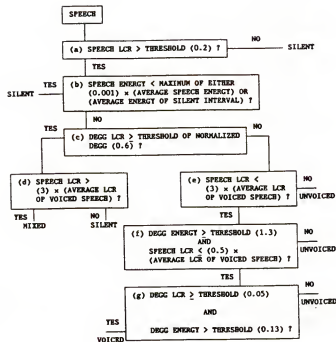 SPEECH
(a) SPEECH LCR > THRESHOLD (0.2) ?
NO
SILENT
YES
YES
(b) SPEECH ENERGY < MAXIMUM OF EITHER
(0.001) × (AVERAGE SPEECH ENERGY) OR
(AVERAGE ENERGY OF SILENT INTERVAL) ?
SILENT
NO
(c) DEGG LCR > THRESHOLD OF NORMALIZED
DEGG (0.6) ?
YES
NO
(d) SPEECH LCR >
(3) × (AVERAGE LCR
OF VOICED SPEECH) ?
YES
MIXED
NO
SILENT
(e) SPEECH LCR <
(3) × (AVERAGE LCR
OF VOICED SPEECH) ?
NO
UNVOICED
YES
(f) DEGG ENERGY > THRESHOLD (1.3)
AND
SPEECH LCR < (0.5) ×
(AVERAGE LCR OF VOICED SPEECH) ?
NO
UNVOICED
YES
(g) DEGG LCR ≥ THRESHOLD (0.05)
AND
DEGG ENERGY > THRESHOLD (0.13) ?
NO
UNVOICED
YES
VOICED